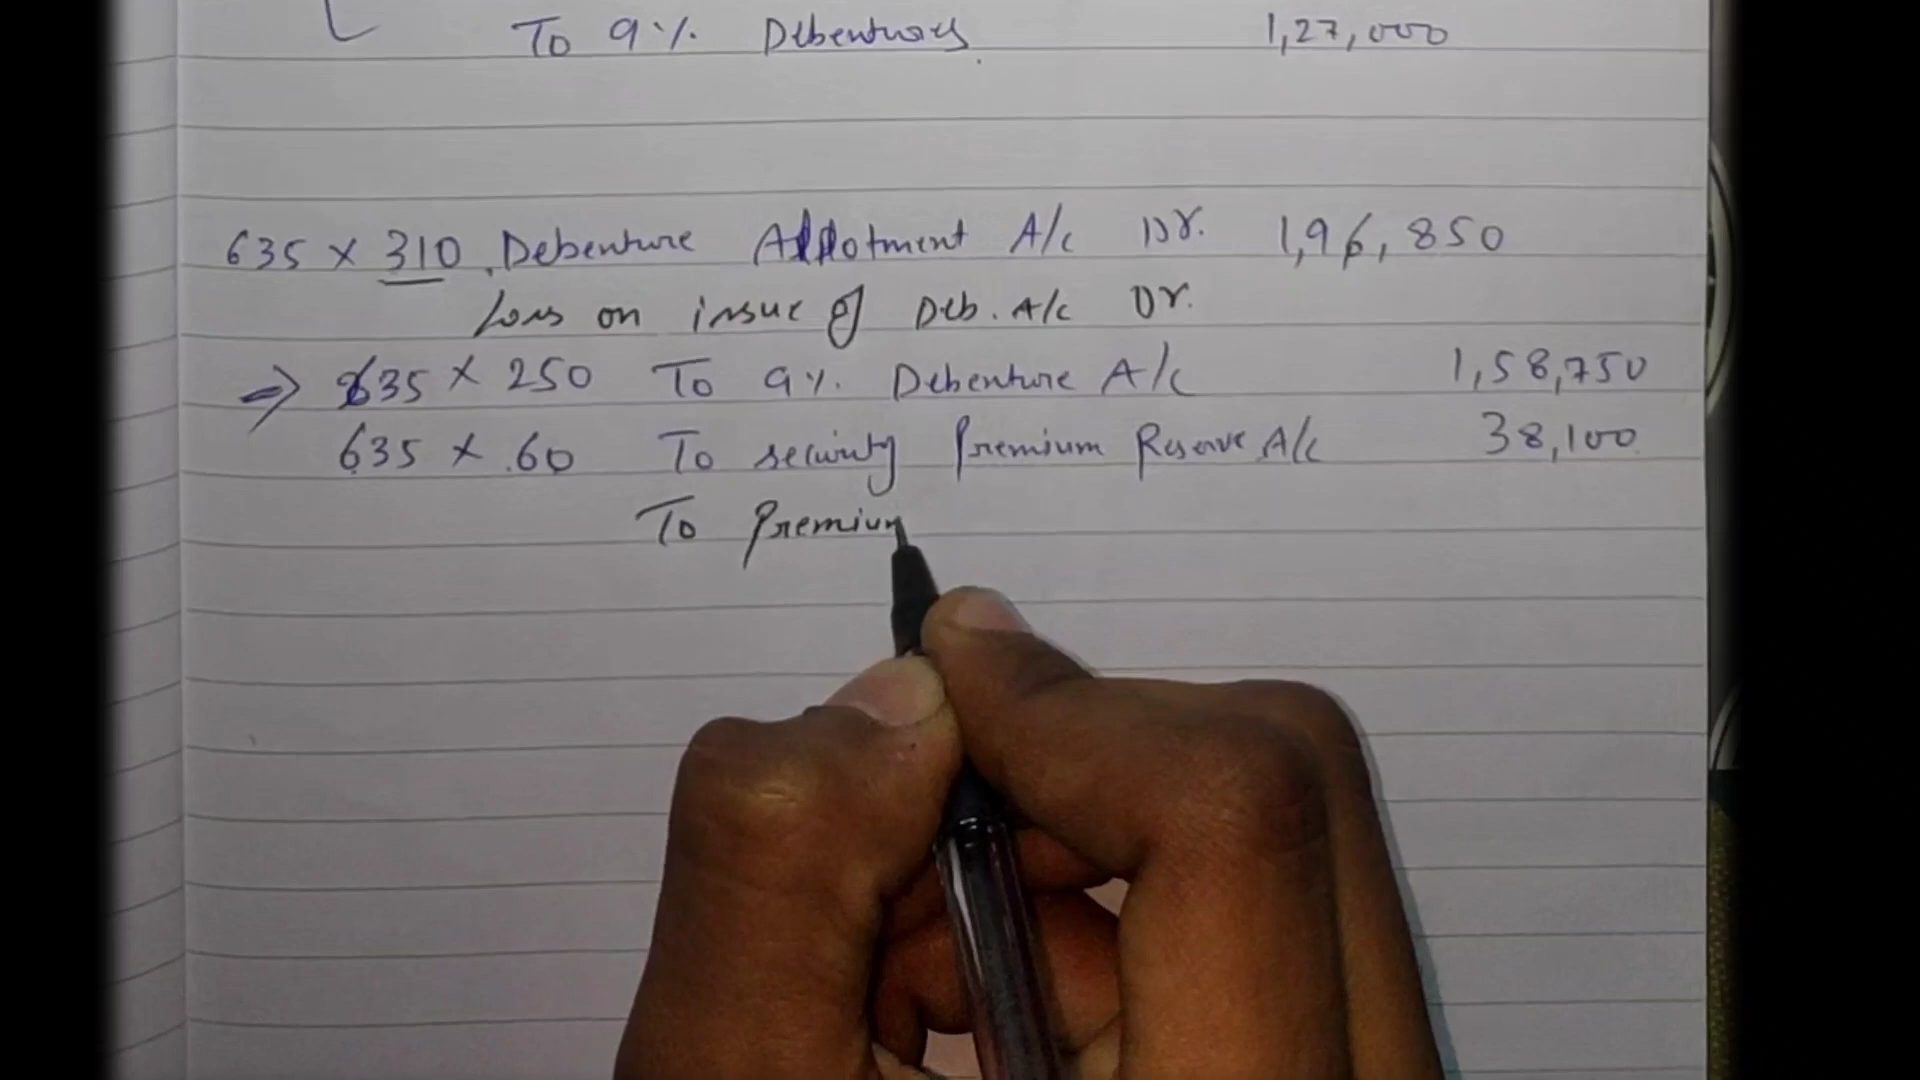 To 9% Debentures 1,27,000
635 x 310 Debenture Allotment A/c Dr. 1,96,850
Loss on issue of Deb. A/c Dr.
⇒ 635 x 250 To 9% Debenture A/c 1,58,750
635 x 60 To security Premium Reserve A/c 38,100
To Premium